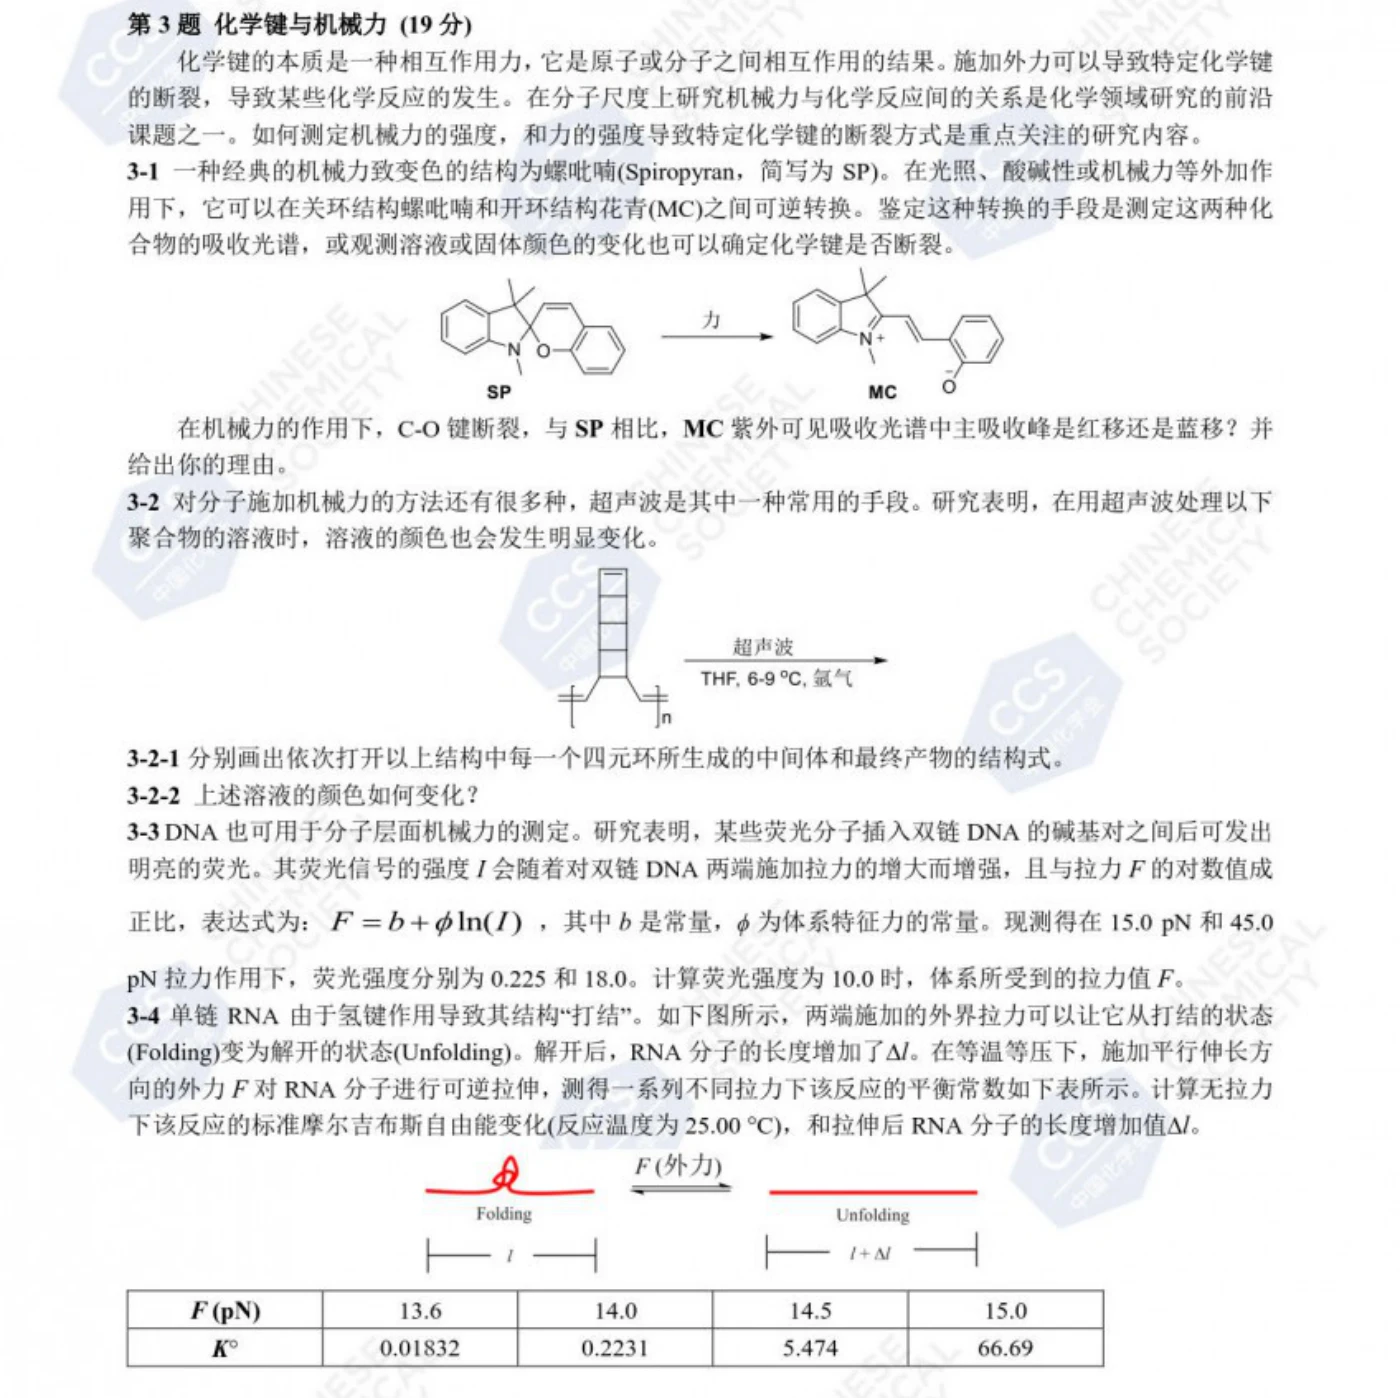 第 3 题 化学键与机械力 (19 分)
化学键的本质是一种相互作用力，它是原子或分子之间相互作用的结果。施加外力可以导致特定化学键
的断裂，导致某些化学反应的发生。在分子尺度上研究机械力与化学反应间的关系是化学领域研究的前沿
课题之一。如何测定机械力的强度，和力的强度导致特定化学键的断裂方式是重点关注的研究内容。
3-1 一种经典的机械力致变色的结构为螺吡喃(Spiropyran，简写为 SP)。在光照、酸碱性或机械力等外加作
用下，它可以在关环结构螺吡喃和开环结构花青(MC)之间可逆转换。鉴定这种转换的手段是测定这两种化
合物的吸收光谱，或观测溶液或固体颜色的变化也可以确定化学键是否断裂。
N O
SP
力
N +
O -
MC
在机械力的作用下，C-O 键断裂，与 SP 相比，MC 紫外可见吸收光谱中主吸收峰是红移还是蓝移？并
给出你的理由。
3-2 对分子施加机械力的方法还有很多种，超声波是其中一种常用的手段。研究表明，在用超声波处理以下
聚合物的溶液时，溶液的颜色也会发生明显变化。
n
超声波
THF, 6-9 °C, 氩气
3-2-1 分别画出依次打开以上结构中每一个四元环所生成的中间体和最终产物的结构式。
3-2-2 上述溶液的颜色如何变化？
3-3 DNA 也可用于分子层面机械力的测定。研究表明，某些荧光分子插入双链 DNA 的碱基对之间后可发出
明亮的荧光。其荧光信号的强度 I 会随着对双链 DNA 两端施加拉力的增大而增强，且与拉力 F 的对数值成
正比，表达式为： F = b + ϕ ln(I) ，其中 b 是常量，ϕ 为体系特征力的常量。现测得在 15.0 pN 和 45.0
pN 拉力作用下，荧光强度分别为 0.225 和 18.0。计算荧光强度为 10.0 时，体系所受到的拉力值 F。
3-4 单链 RNA 由于氢键作用导致其结构“打结”。如下图所示，两端施加的外界拉力可以让它从打结的状态
(Folding)变为解开的状态(Unfolding)。解开后，RNA 分子的长度增加了Δl。在等温等压下，施加平行伸长方
向的外力 F 对 RNA 分子进行可逆拉伸，测得一系列不同拉力下该反应的平衡常数如下表所示。计算无拉力
下该反应的标准摩尔吉布斯自由能变化(反应温度为 25.00 °C)，和拉伸后 RNA 分子的长度增加值Δl。
F (外力)
Folding
Unfolding
l
l + Δl
F (pN) 13.6 14.0 14.5 15.0
K° 0.01832 0.2231 5.474 66.69
CCS
中国化学会
CHINESE
CHEMICAL
SOCIETY